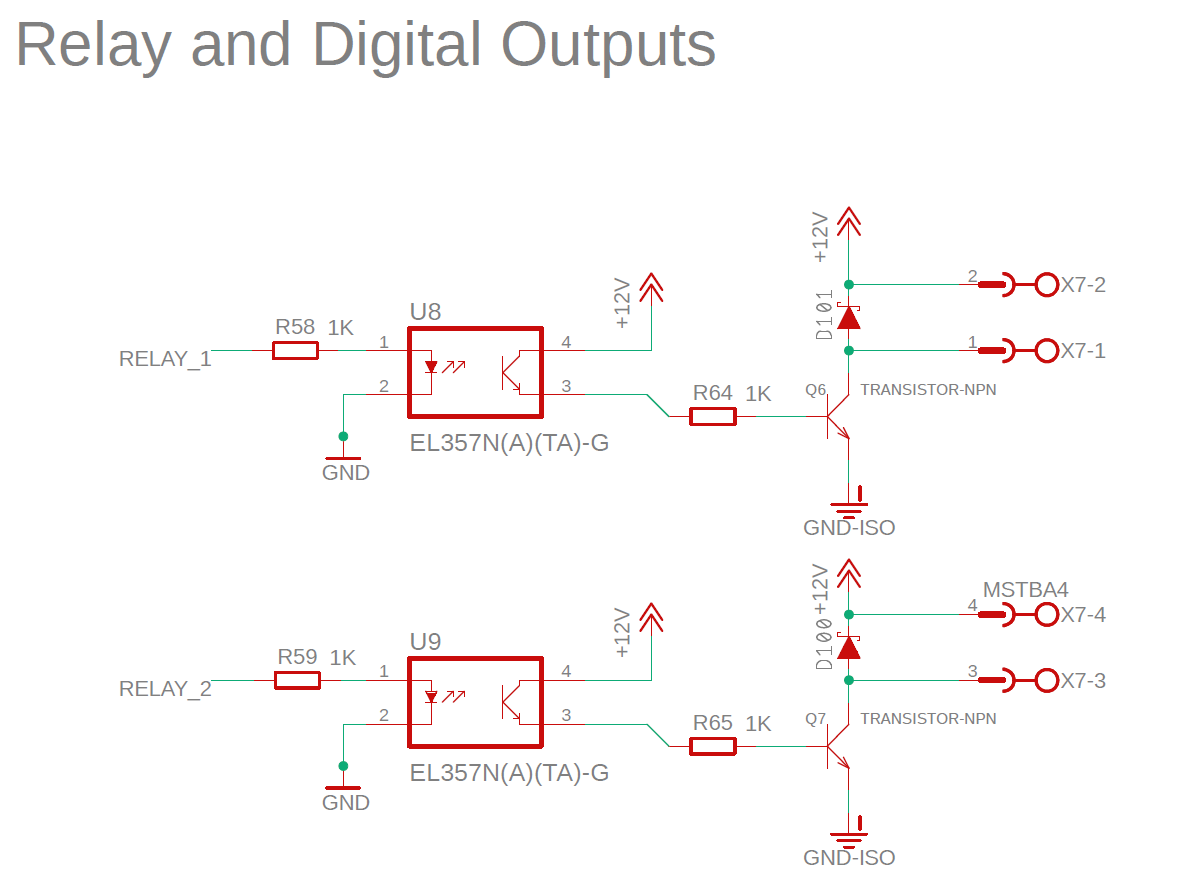 Relay and Digital Outputs
+12V
2
X7-2
D101
1
X7-1
+12V
U8
R58 1K
RELAY_1
1
2
4
3
EL357N(A)(TA)-G
GND
R64 1K
Q6
TRANSISTOR-NPN
GND-ISO
+12V
MSTBA4
4
X7-4
D100
3
X7-3
+12V
U9
R59 1K
RELAY_2
1
2
4
3
EL357N(A)(TA)-G
GND
R65 1K
Q7
TRANSISTOR-NPN
GND-ISO